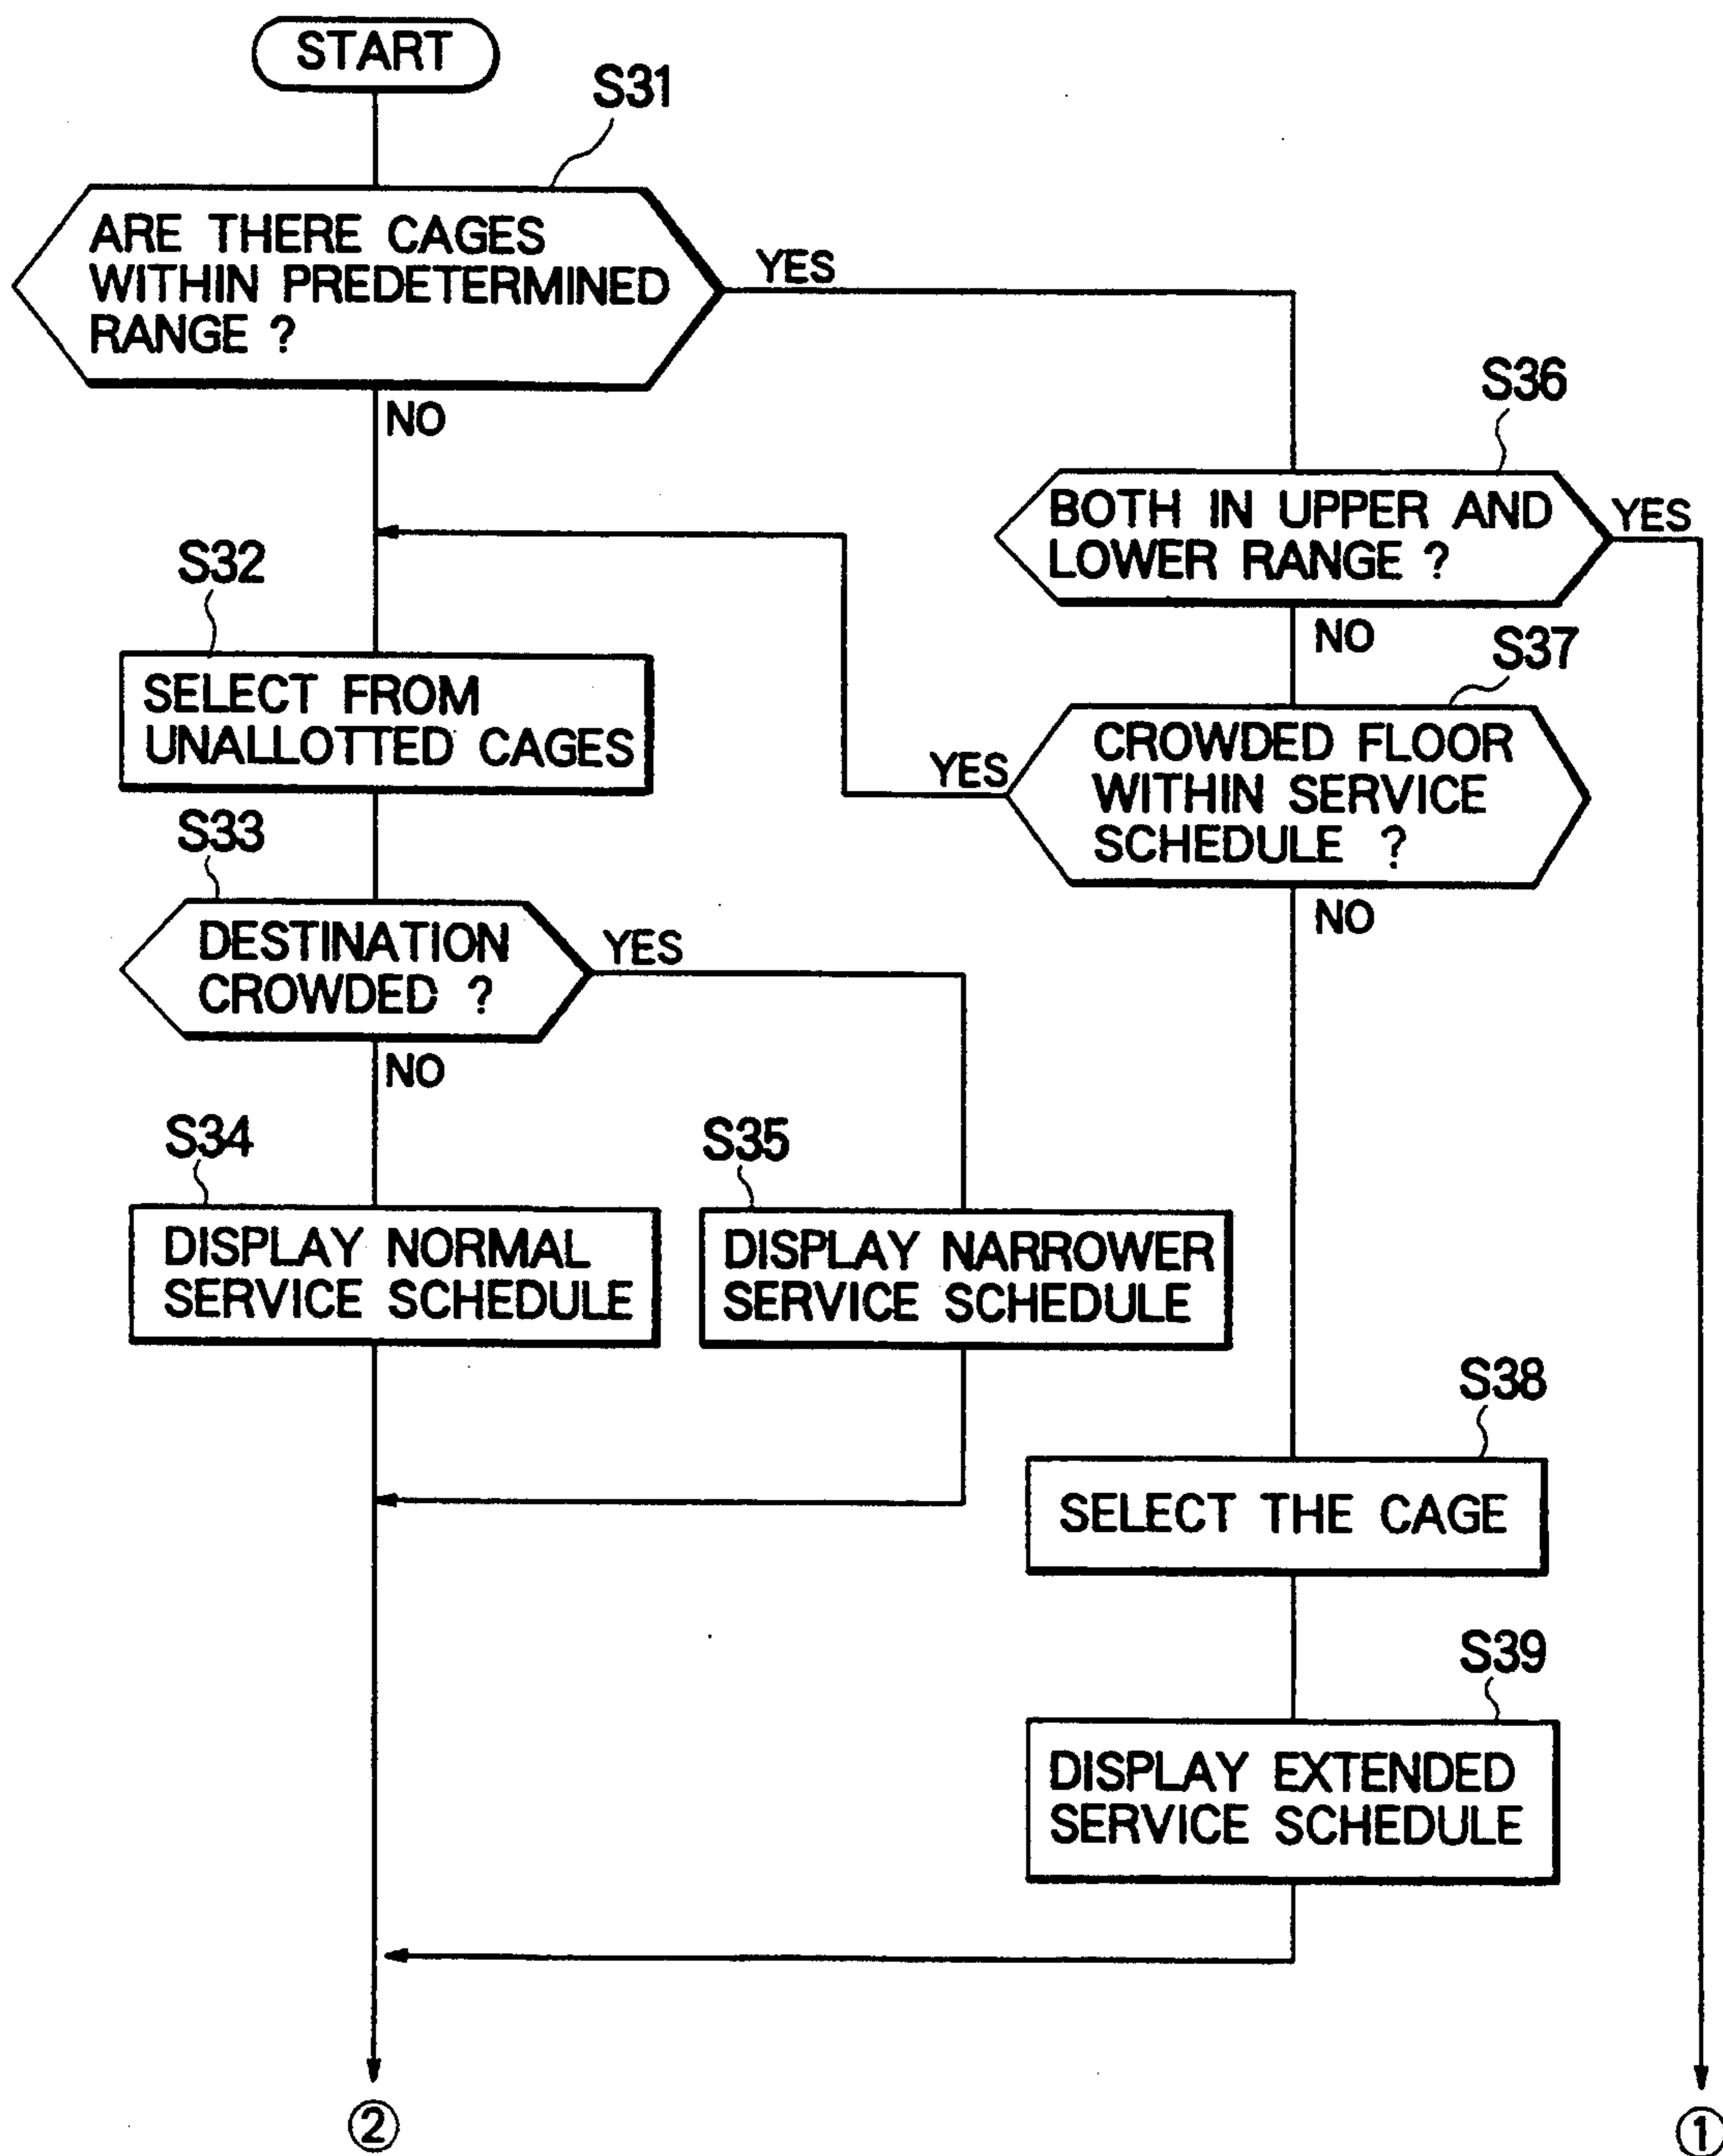 START
S31
ARE THERE CAGES
WITHIN PREDETERMINED
RANGE ?
YES
NO
S36
BOTH IN UPPER AND
LOWER RANGE ?
YES
NO
S32
SELECT FROM
UNALLOTTED CAGES
S37
CROWDED FLOOR
WITHIN SERVICE
SCHEDULE ?
YES
NO
S33
DESTINATION
CROWDED ?
YES
NO
S34
DISPLAY NORMAL
SERVICE SCHEDULE
S35
DISPLAY NARROWER
SERVICE SCHEDULE
S38
SELECT THE CAGE
S39
DISPLAY EXTENDED
SERVICE SCHEDULE
②
①